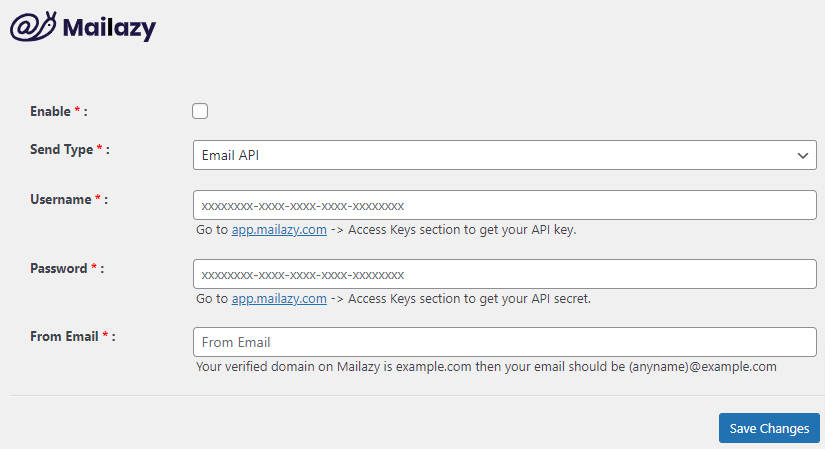 @ Mailazy
Enable * :
Send Type * :
Email API
Username * :
xxxxxxxx-xxxx-xxxx-xxxx-xxxxxxxx
Go to app.mailazy.com -> Access Keys section to get your API key.
Password * :
xxxxxxxx-xxxx-xxxx-xxxx-xxxxxxxx
Go to app.mailazy.com -> Access Keys section to get your API secret.
From Email * :
From Email
Your verified domain on Mailazy is example.com then your email should be (anyname)@example.com
Save Changes